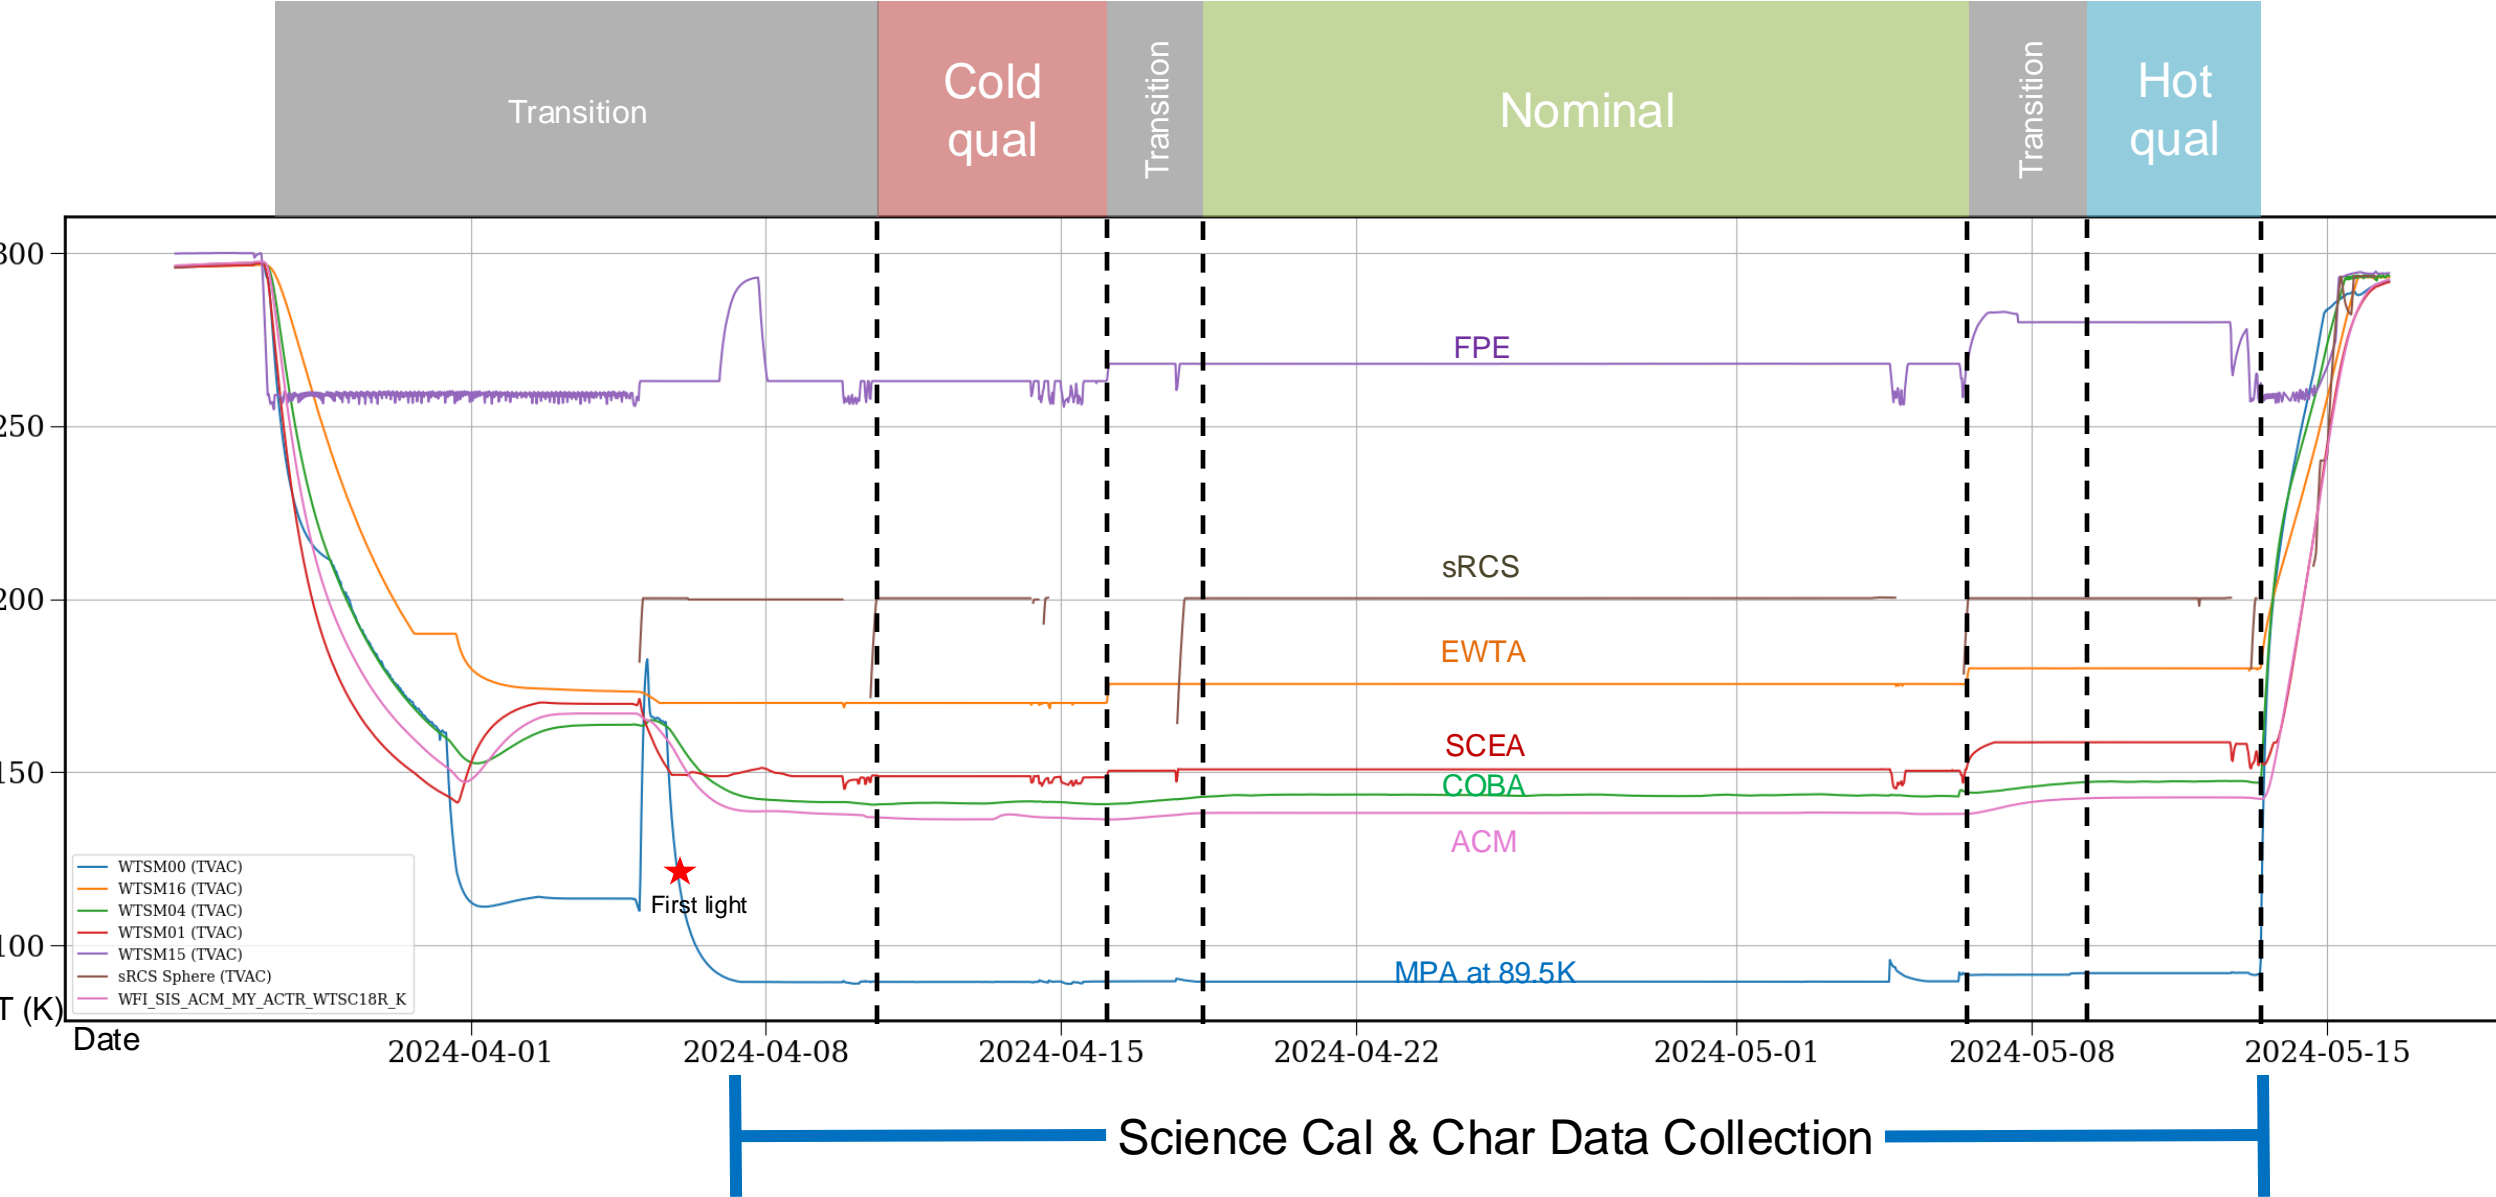 Transition
Cold
qual
Transition
Nominal
Transition
Hot
qual
300
250
200
150
100
T (K)
FPE
sRCS
EWTA
SCEA
COBA
ACM
First light
MPA at 89.5K
WTSM00 (TVAC)
WTSM16 (TVAC)
WTSM04 (TVAC)
WTSM01 (TVAC)
WTSM15 (TVAC)
sRCS Sphere (TVAC)
WFI_SIS_ACM_MY_ACTR_WTSC18R_K
Date
2024-04-01
2024-04-08
2024-04-15
2024-04-22
2024-05-01
2024-05-08
2024-05-15
Science Cal & Char Data Collection